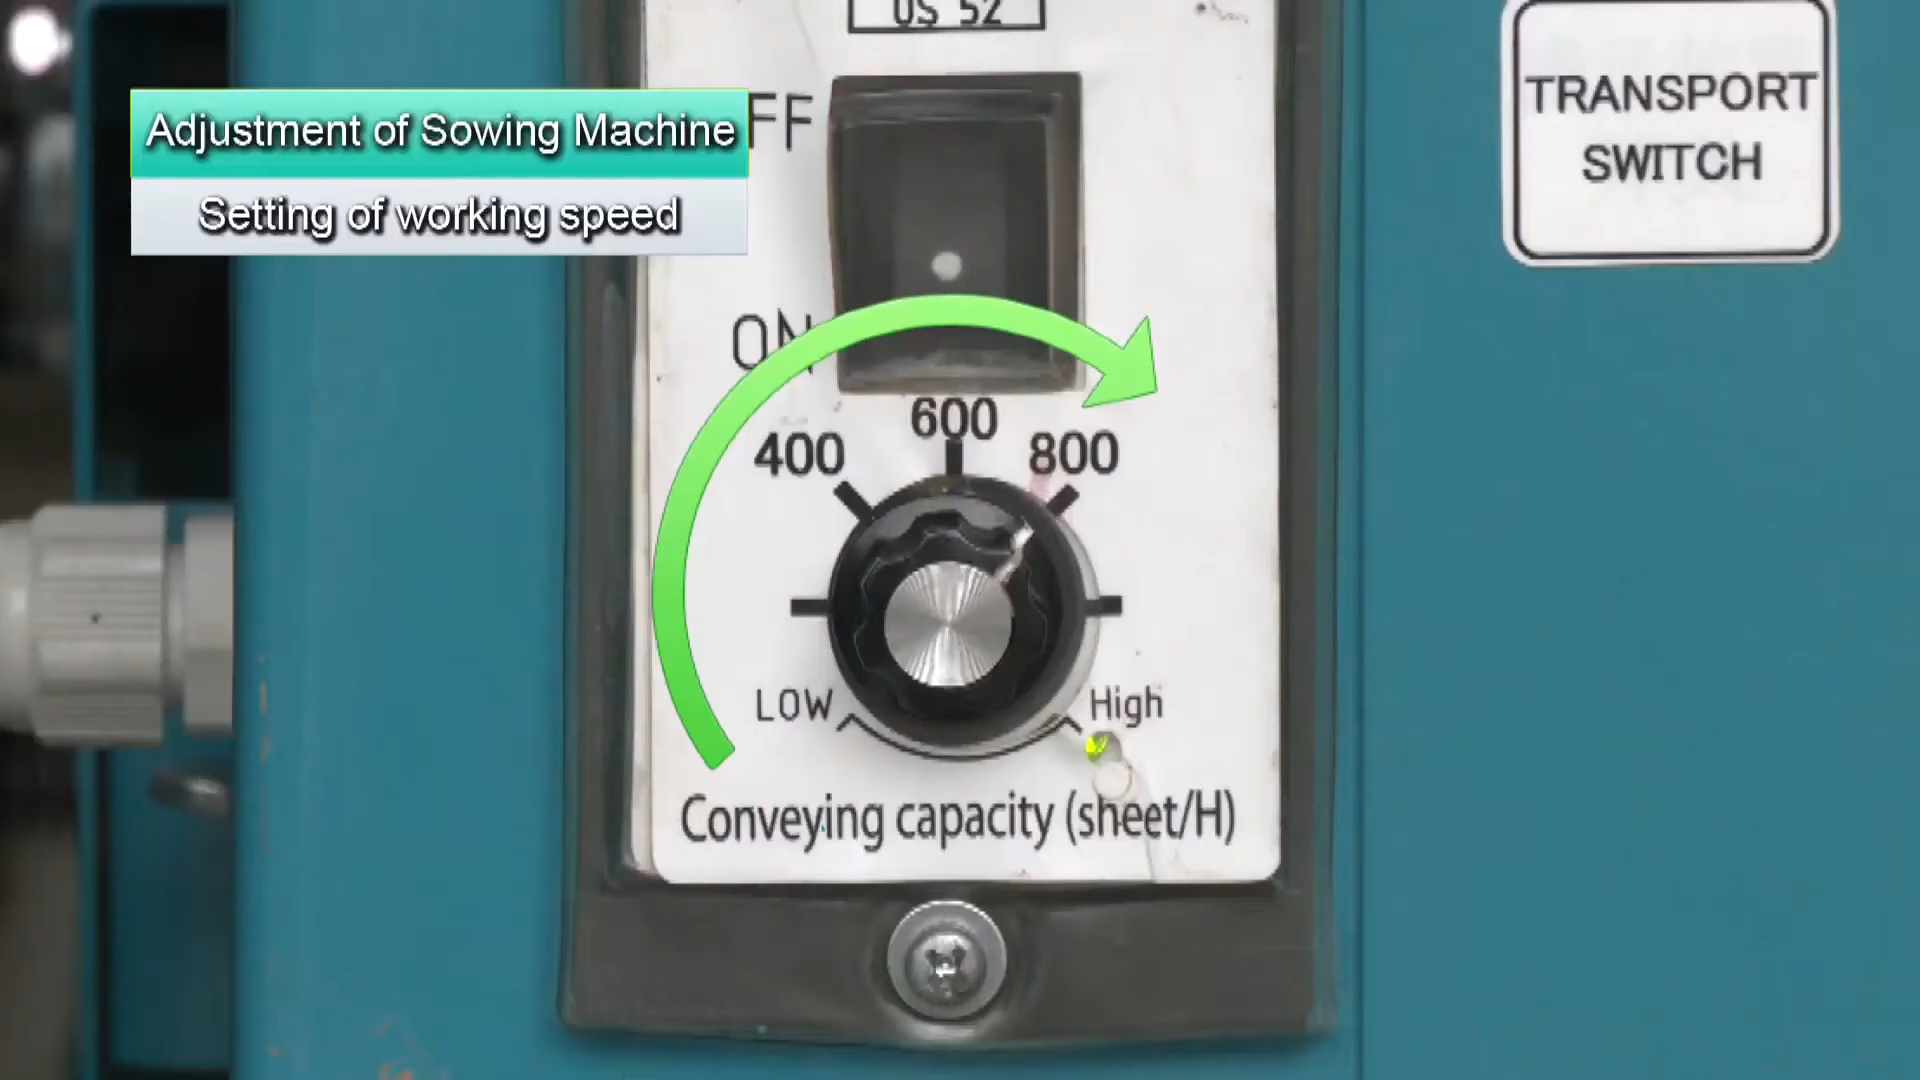 US 52
Adjustment of Sowing Machine
Setting of working speed
FF
ON
TRANSPORT
SWITCH
400
600
800
LOW
High
Conveying capacity (sheet/H)